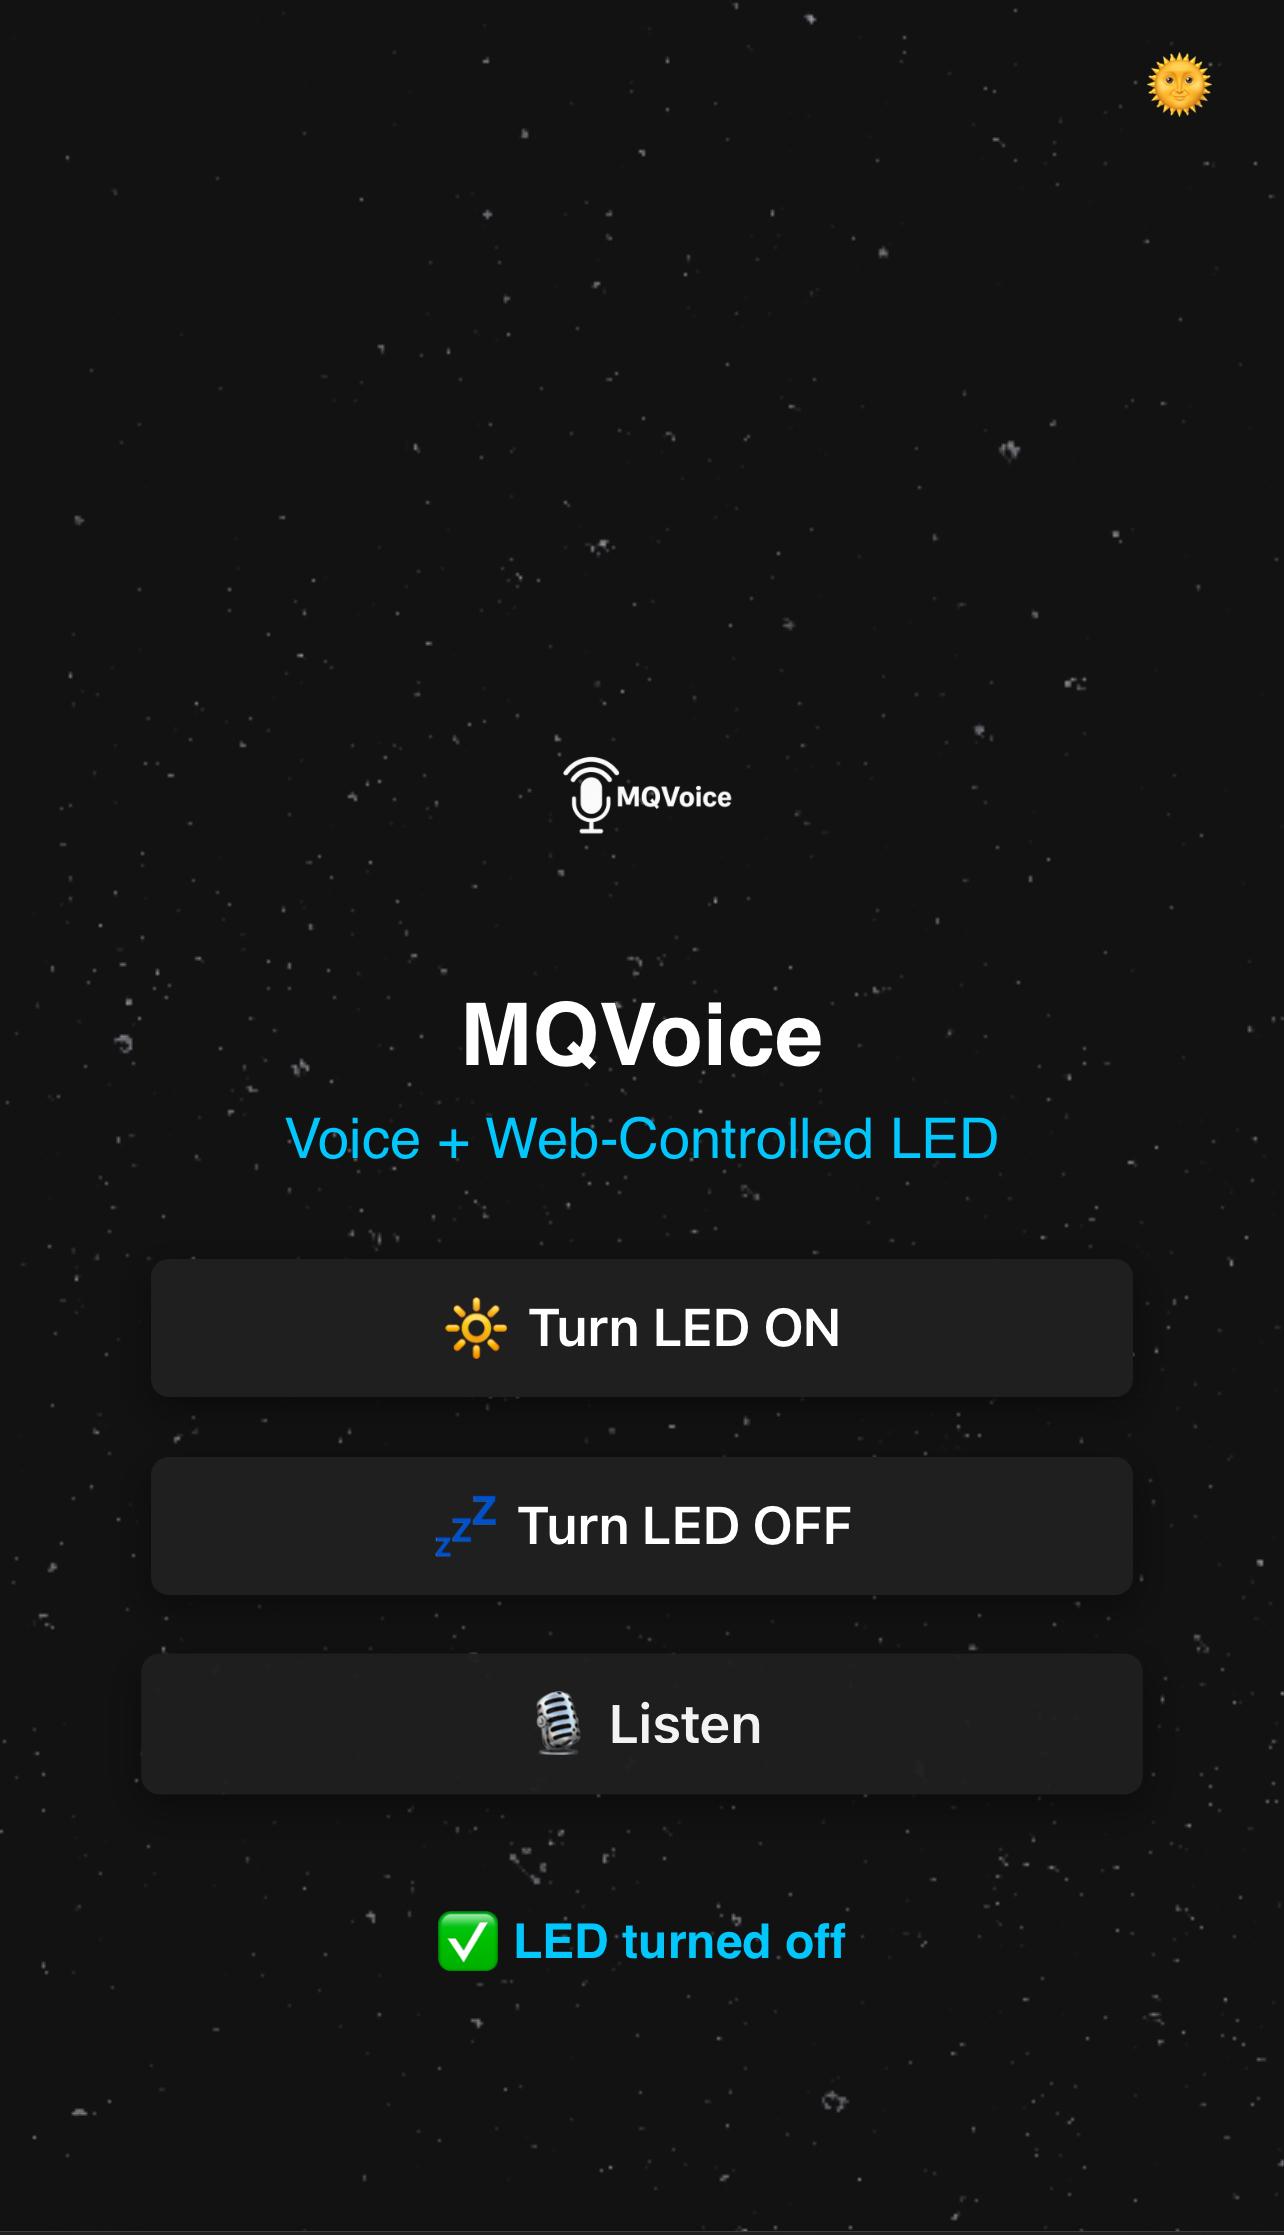 MQVoice
MQVoice
Voice + Web-Controlled LED
🔆 Turn LED ON
💤 Turn LED OFF
🎙️ Listen
✅ LED turned off